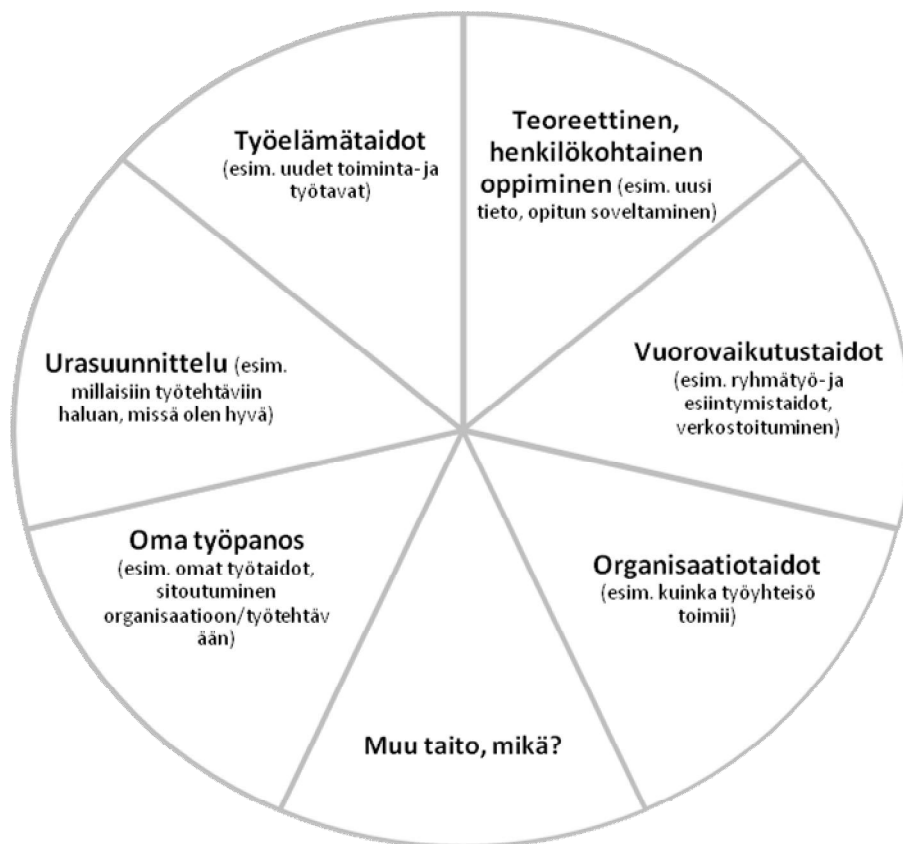 Työelämätaidot
(esim. uudet toiminta- ja
työtavat)
Teoreettinen,
henkilökohtainen
oppiminen (esim. uusi
tieto, opitun soveltaminen)
Vuorovaikutustaidot
(esim. ryhmätyö- ja
esiintymistaidot,
verkostoituminen)
Organisaatiotaidot
(esim. kuinka työyhteisö
toimii)
Muu taito, mikä?
Oma työpanos
(esim. omat työtaidot,
sitoutuminen
organisaatioon/työtehtäv
ään)
Urasuunnittelu (esim.
millaisiin työtehtäviin
haluan, missä olen hyvä)